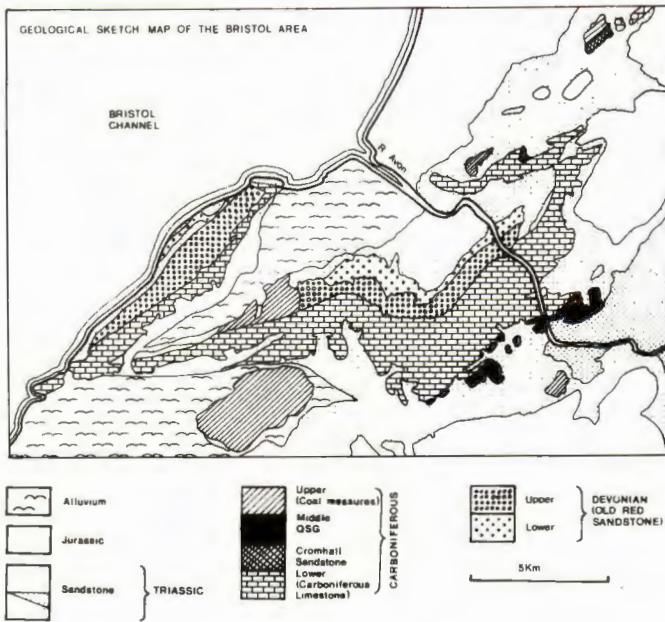 GEOLOGICAL SKETCH MAP OF THE BRISTOL AREA
BRISTOL
CHANNEL
R. Avon
Alluvium
Jurassic
Sandstone
TRIASSIC
Upper
(Coal measures)
Middle
QSG
Cromhall
Sandstone
Lower
(Carboniferous
Limestone)
CARBONIFEROUS
Upper
Lower
DEVONIAN
(OLD RED
SANDSTONE)
5Km